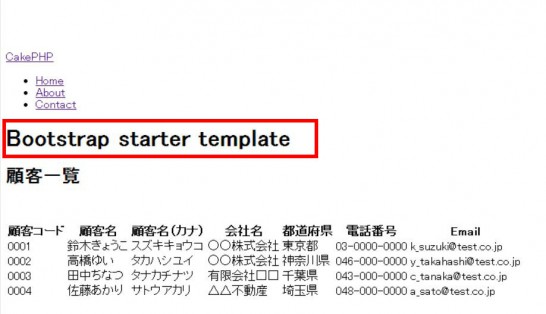 CakePHP
Home
About
Contact
Bootstrap starter template
顧客一覧
顧客コード 顧客名 顧客名(カナ) 会社名 都道府県 電話番号 Email
0001 鈴木きょうこ スズキキョウコ 〇〇株式会社 東京都 03-0000-0000 k_suzuki@test.co.jp
0002 高橋ゆい タカハシユイ 〇〇株式会社 神奈川県 046-000-0000 y_takahashi@test.co.jp
0003 田中ちなつ タナカチナツ 有限会社□□ 千葉県 043-000-0000 c_tanaka@test.co.jp
0004 佐藤あかり サトウアカリ △△不動産 埼玉県 048-000-0000 a_sato@test.co.jp